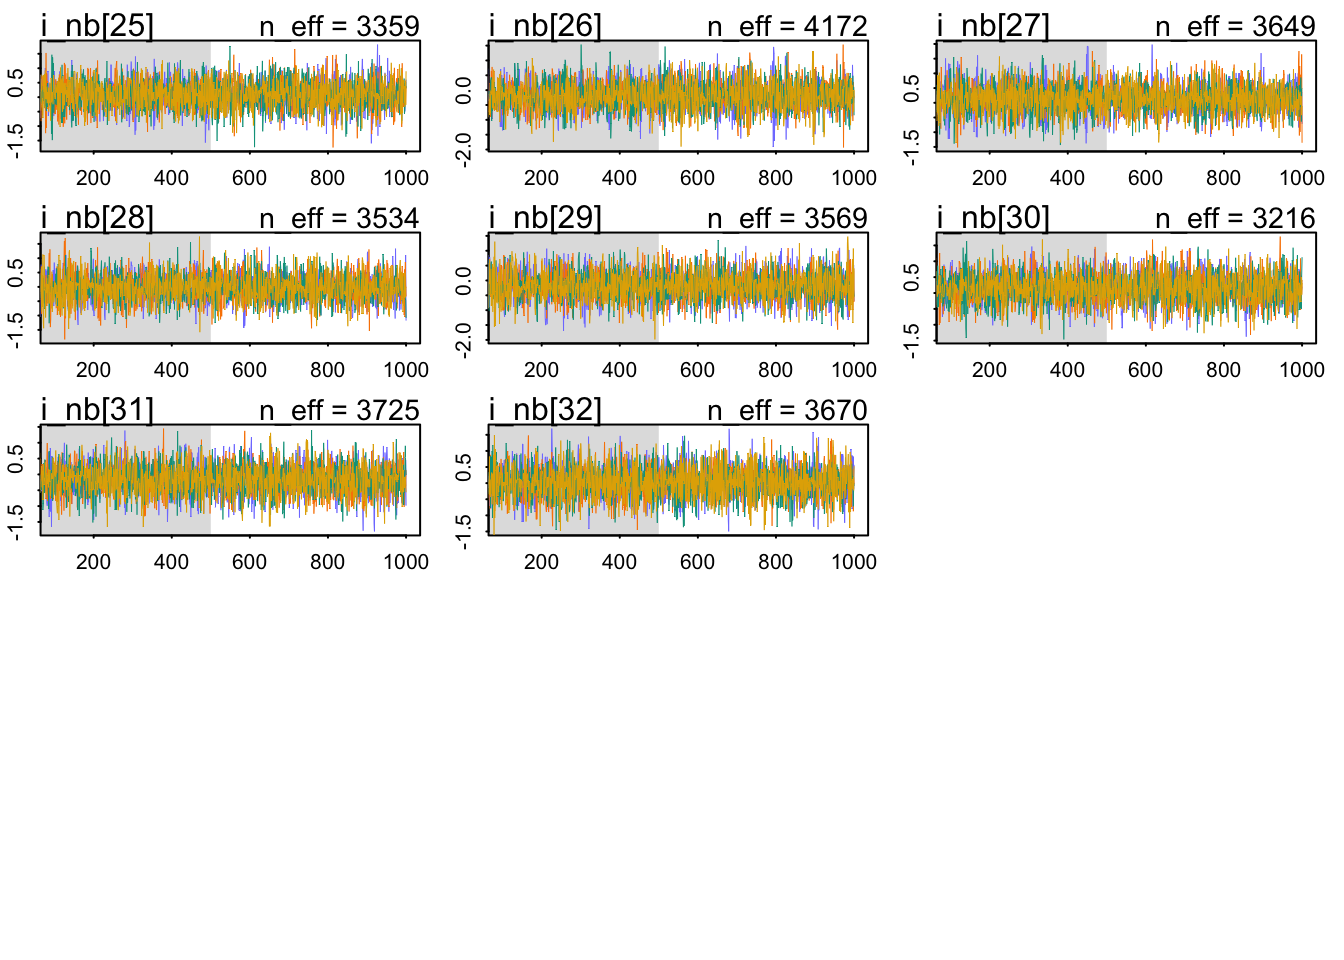 i_nb[25] n_eff = 3359
0.5
-1.5
200 400 600 800 1000
i_nb[26] n_eff = 4172
0.0
-2.0
200 400 600 800 1000
i_nb[27] n_eff = 3649
0.5
-1.5
200 400 600 800 1000
i_nb[28] n_eff = 3534
0.5
-1.5
200 400 600 800 1000
i_nb[29] n_eff = 3569
0.0
-2.0
200 400 600 800 1000
i_nb[30] n_eff = 3216
0.5
-1.5
200 400 600 800 1000
i_nb[31] n_eff = 3725
0.5
-1.5
200 400 600 800 1000
i_nb[32] n_eff = 3670
0.5
-1.5
200 400 600 800 1000